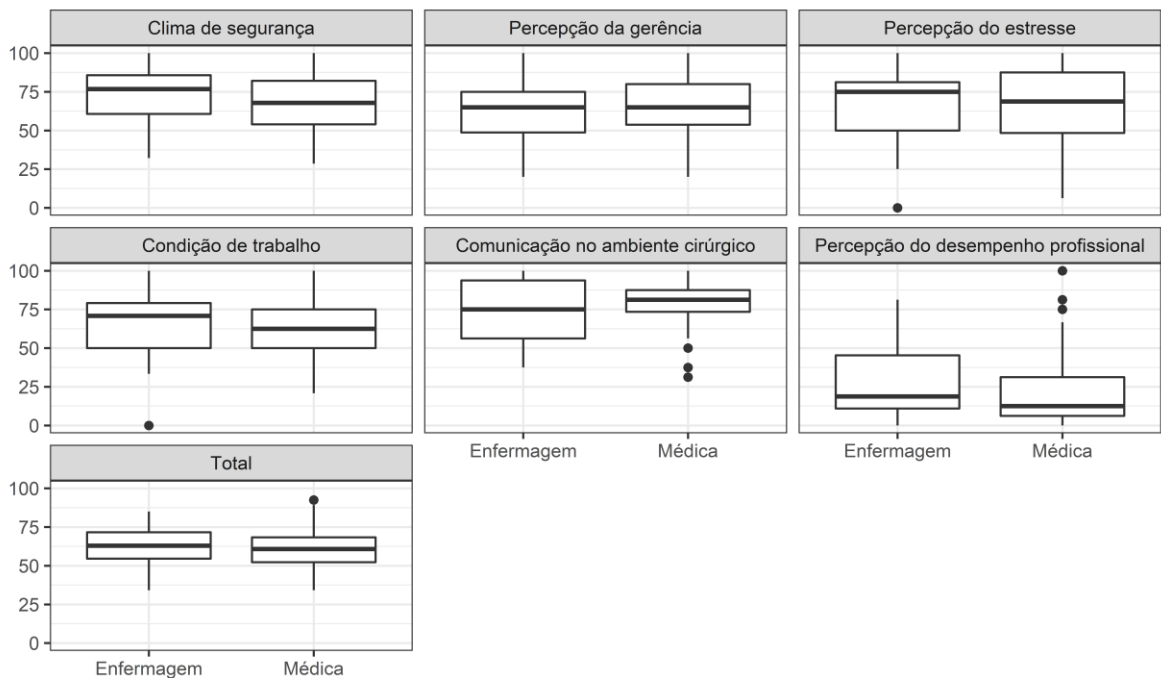 Clima de segurança
Percepção da gerência
Percepção do estresse
100
75
50
25
0
Condição de trabalho
Comunicação no ambiente cirúrgico
Percepção do desempenho profissional
100
75
50
25
0
Enfermagem
Médica
Enfermagem
Médica
Total
100
75
50
25
0
Enfermagem
Médica